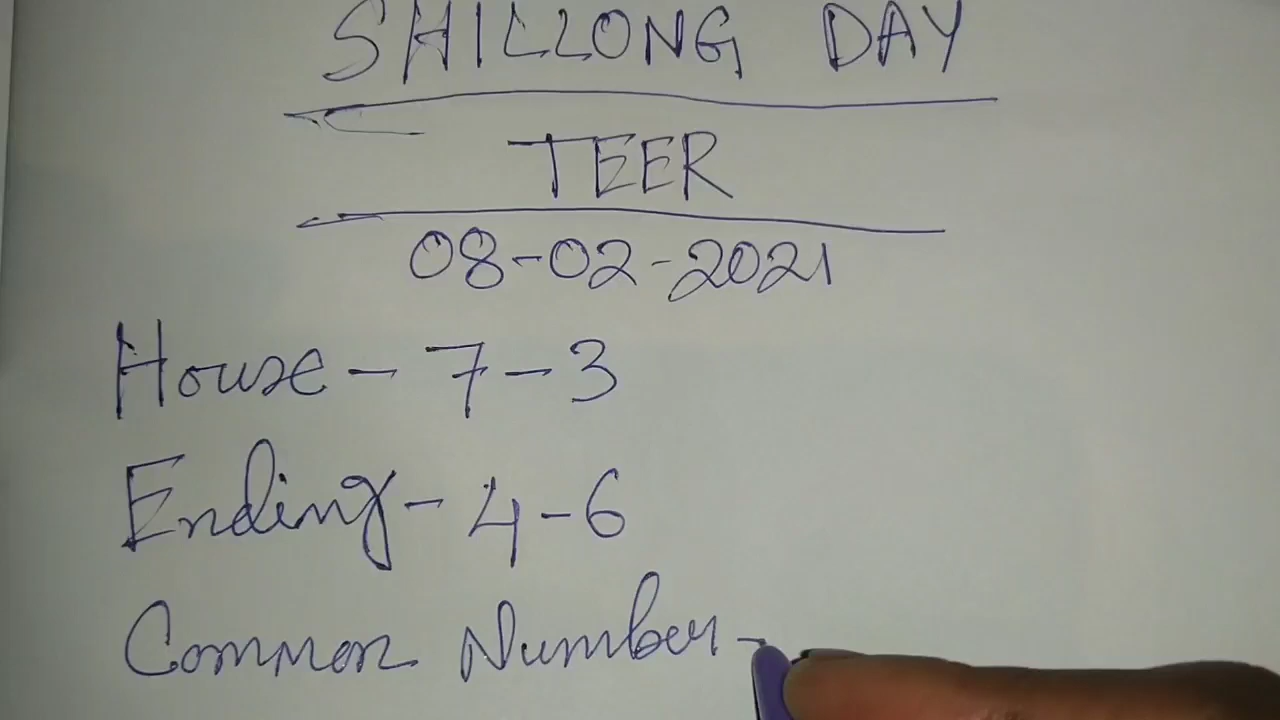 SHILLONG DAY
TEER
08-02-2021
House - 7-3
Ending - 4-6
Common Number -